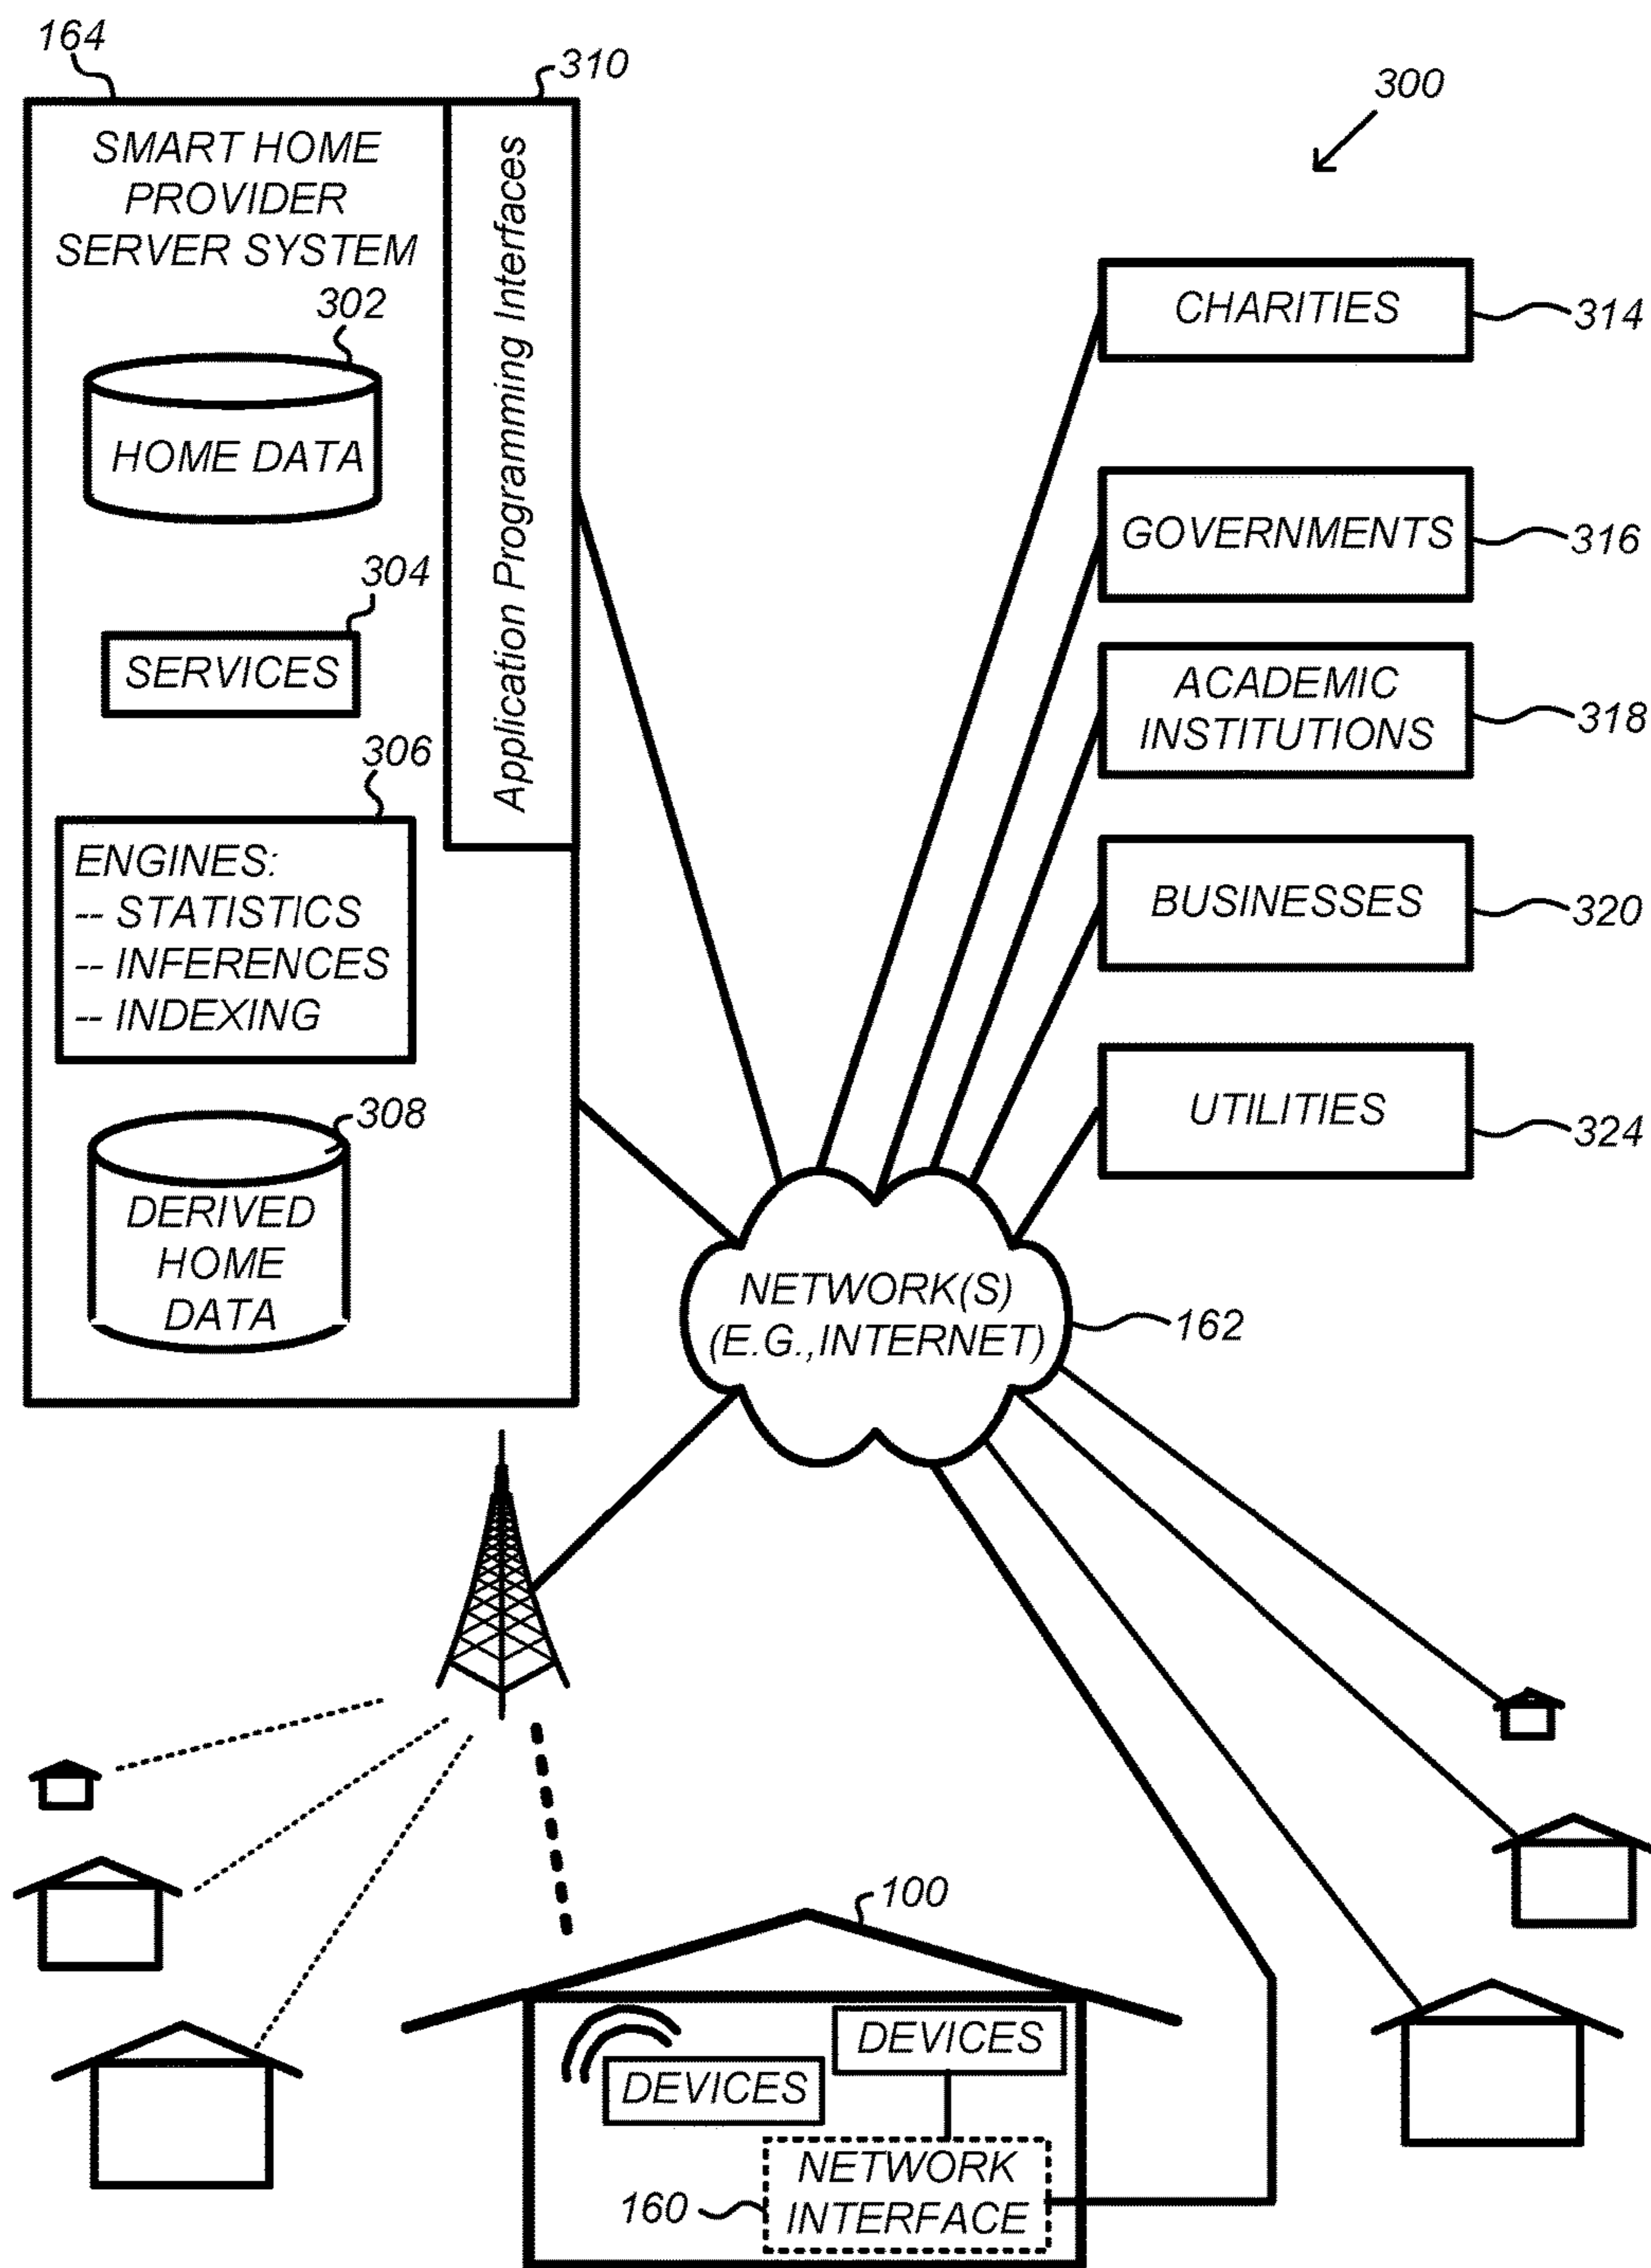 164
310
300
SMART HOME
PROVIDER
SERVER SYSTEM
Application Programming Interfaces
302
HOME DATA
304
SERVICES
306
ENGINES:
-- STATISTICS
-- INFERENCES
-- INDEXING
308
DERIVED
HOME
DATA
CHARITIES
314
GOVERNMENTS
316
ACADEMIC
INSTITUTIONS
318
BUSINESSES
320
UTILITIES
324
NETWORK(S)
(E.G.,INTERNET)
162
100
DEVICES
DEVICES
NETWORK
INTERFACE
160